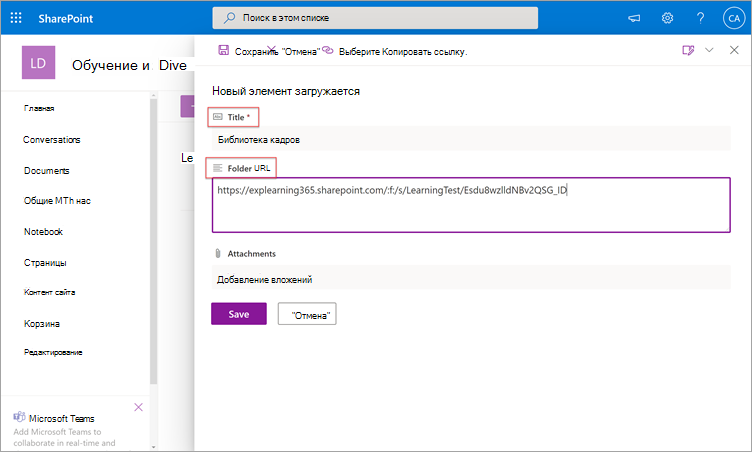 SharePoint
Поиск в этом списке
CA
LD
Обучение и Dive
Главная
Conversations
Documents
Общие MTh нас
Notebook
Страницы
Контент сайта
Корзина
Редактирование
Microsoft Teams
Add Microsoft Teams to
collaborate in real-time and
Le
Сохранить "Отмена" Выберите Копировать ссылку.
Новый элемент загружается
Abc Title *
Библиотека кадров
Folder URL
https://explearning365.sharepoint.com/:f:/s/LearningTest/Esdu8wzlldNBv2QSG_ID
Attachments
Добавление вложений
Save
"Отмена"